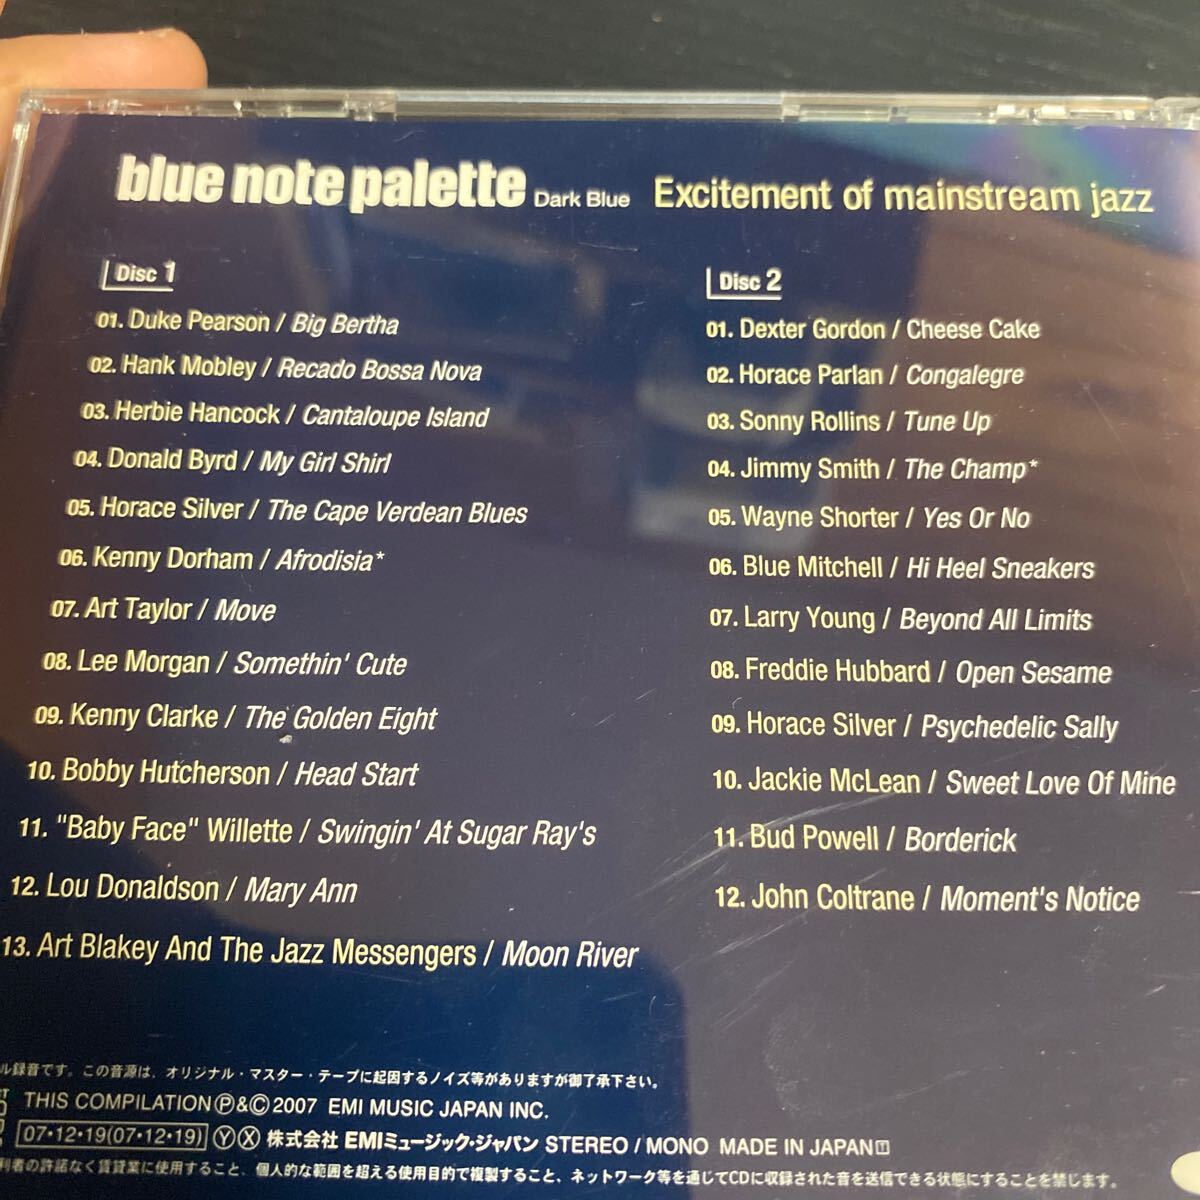 blue note palette Dark Blue Excitement of mainstream jazz
Disc 1
01. Duke Pearson / Big Bertha
02. Hank Mobley / Recado Bossa Nova
03. Herbie Hancock / Cantaloupe Island
04. Donald Byrd / My Girl Shirl
05. Horace Silver / The Cape Verdean Blues
06. Kenny Dorham / Afrodisia*
07. Art Taylor / Move
08. Lee Morgan / Somethin' Cute
09. Kenny Clarke / The Golden Eight
10. Bobby Hutcherson / Head Start
11. "Baby Face" Willette / Swingin' At Sugar Ray's
12. Lou Donaldson / Mary Ann
13. Art Blakey And The Jazz Messengers / Moon River
Disc 2
01. Dexter Gordon / Cheese Cake
02. Horace Parlan / Congalegre
03. Sonny Rollins / Tune Up
04. Jimmy Smith / The Champ*
05. Wayne Shorter / Yes Or No
06. Blue Mitchell / Hi Heel Sneakers
07. Larry Young / Beyond All Limits
08. Freddie Hubbard / Open Sesame
09. Horace Silver / Psychedelic Sally
10. Jackie McLean / Sweet Love Of Mine
11. Bud Powell / Borderick
12. John Coltrane / Moment's Notice
ル録音です。この音源は、オリジナル・マスター・テープに起因するノイズ等がありますが御了承下さい。
THIS COMPILATION Ⓟ&Ⓒ 2007 EMI MUSIC JAPAN INC.
07・12・19(07・12・19) Ⓨ Ⓧ 株式会社 EMIミュージック・ジャパン STEREO / MONO MADE IN JAPAN
利者の許諾なく賃貸業に使用すること、個人的な範囲を超える使用目的で複製すること、ネットワーク等を通じてCDに収録された音を送信できる状態にすることを禁じます。